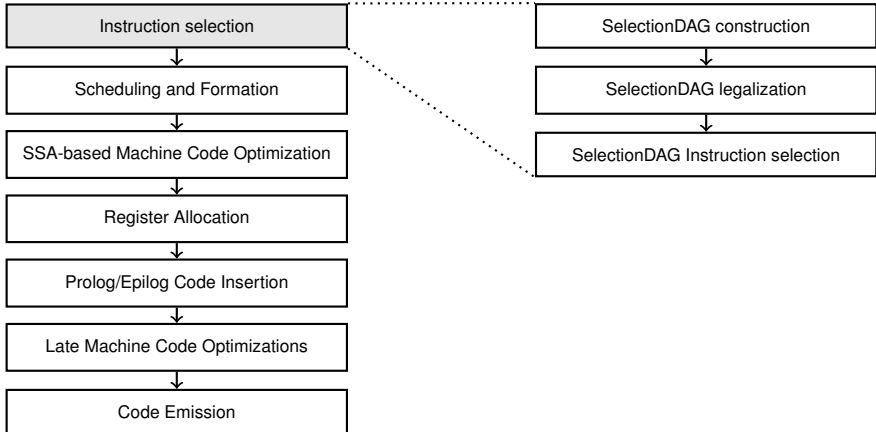 Instruction selection
Scheduling and Formation
SSA-based Machine Code Optimization
Register Allocation
Prolog/Epilog Code Insertion
Late Machine Code Optimizations
Code Emission
SelectionDAG construction
SelectionDAG legalization
SelectionDAG Instruction selection